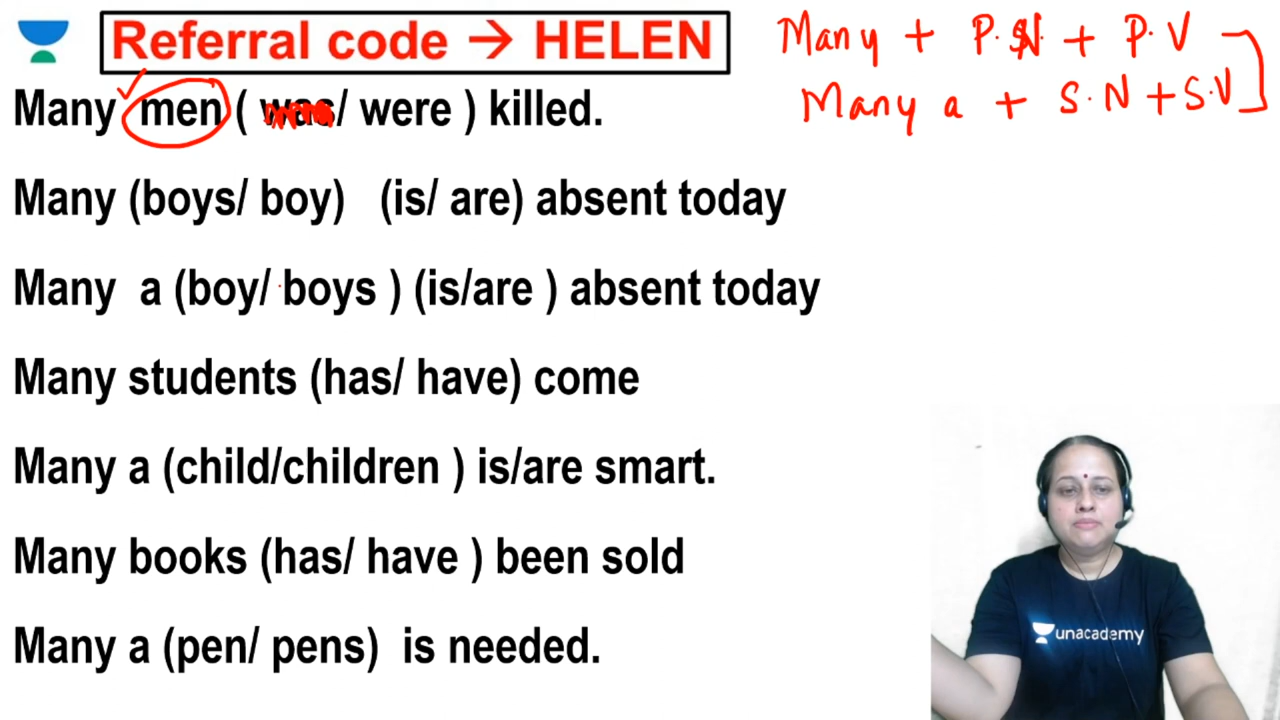 Referral code → HELEN
Many + P. N. + P. V
Many a + S. N + S. V
Many men ( was/ were ) killed.
Many (boys/ boy) (is/ are) absent today
Many a (boy/ boys ) (is/are ) absent today
Many students (has/ have) come
Many a (child/children ) is/are smart.
Many books (has/ have ) been sold
Many a (pen/ pens) is needed.
unacademy